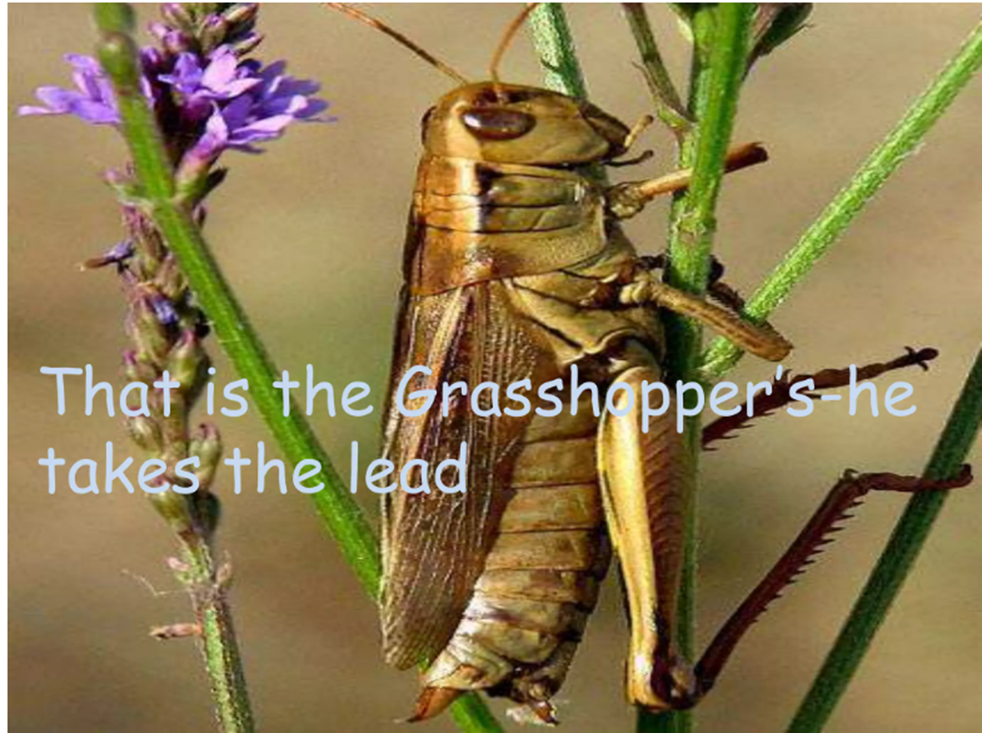 That is the Grasshopper's-he
takes the lead